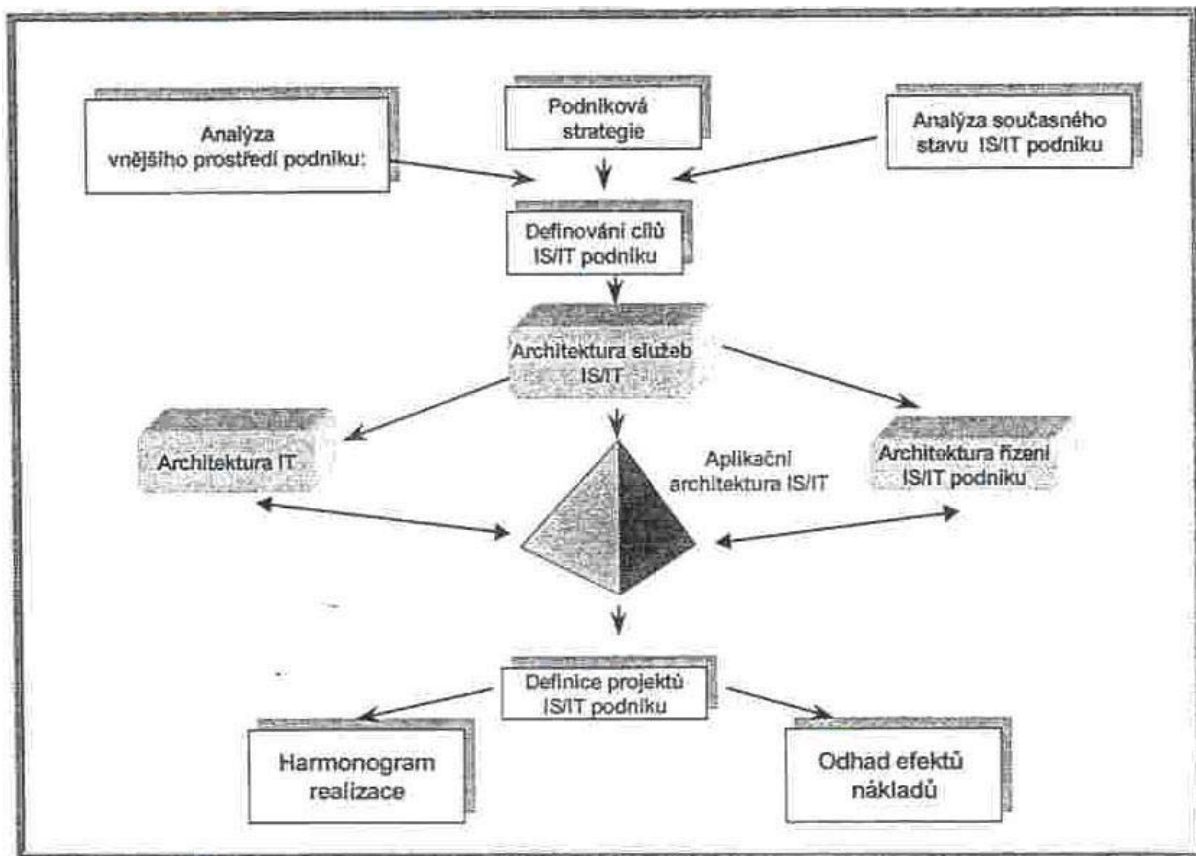 Analýza
vnějšího prostředí podniku:
Podniková
strategie
Analýza současného
stavu IS/IT podniku
Definování cílů
IS/IT podniku
Architektura služeb
IS/IT
Architektura IT
Aplikační
architektura IS/IT
Architektura řízení
IS/IT podniku
Definice projektů
IS/IT podniku
Harmonogram
realizace
Odhad efektů
nákladů